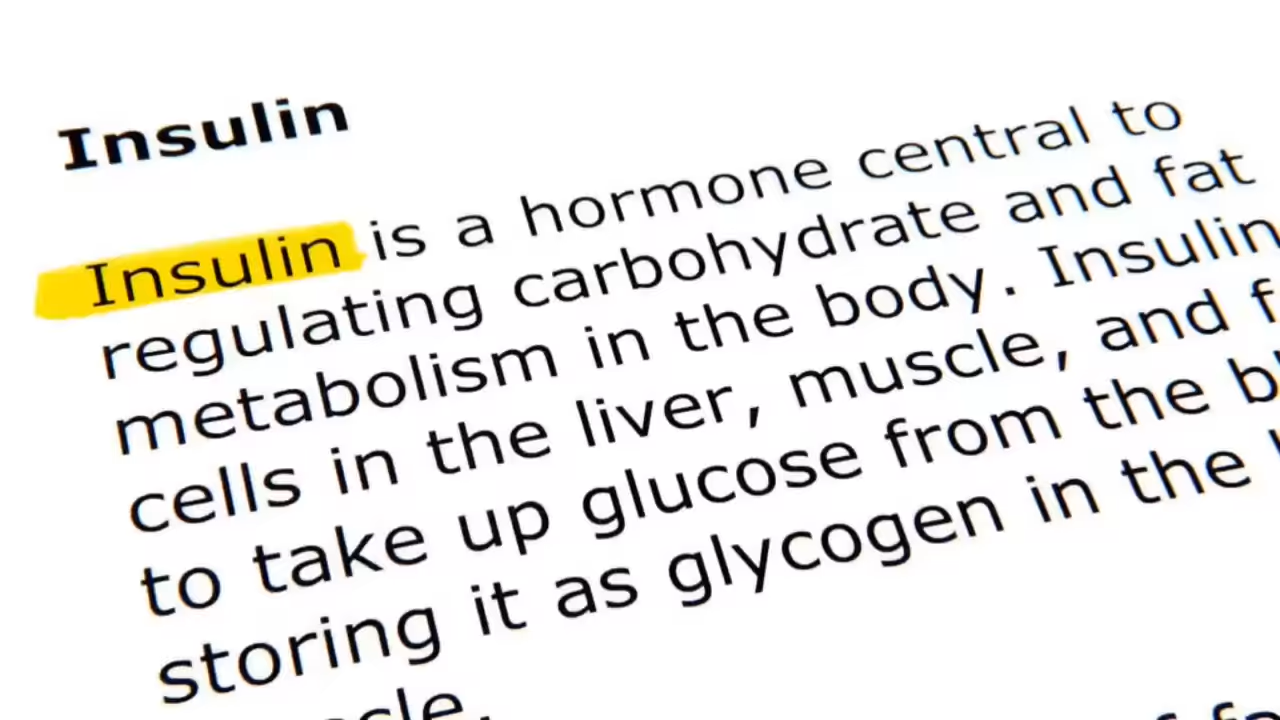 Insulin
Insulin is a hormone central to
regulating carbohydrate and fat
metabolism in the body. Insulin
cells in the liver, muscle, and
to take up glucose from the
storing it as glycogen in the